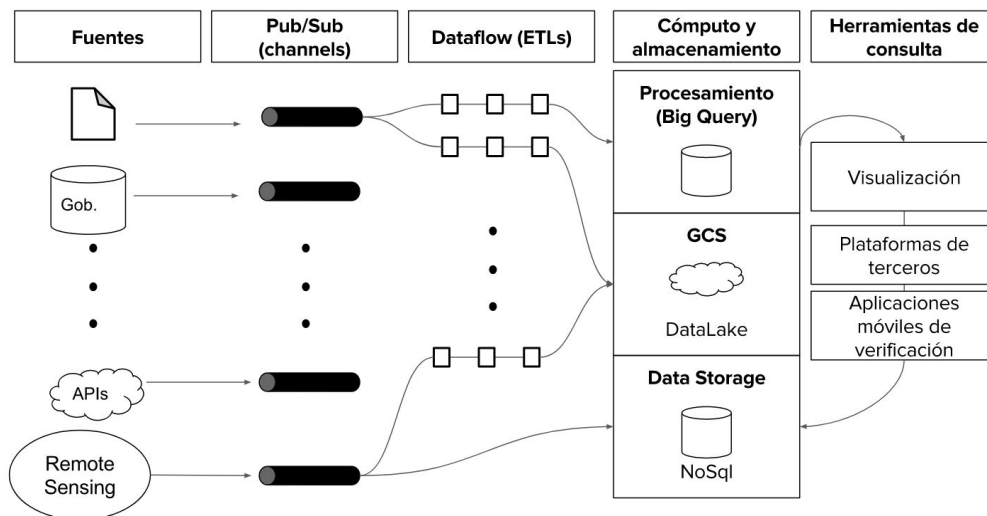 Fuentes
Pub/Sub
(channels)
Dataflow (ETLs)
Cómputo y
almacenamiento
Herramientas de
consulta
Procesamiento
(Big Query)
Gob.
Visualización
GCS
Plataformas de
terceros
DataLake
Aplicaciones
móviles de
verificación
APIs
Data Storage
Remote
Sensing
NoSql